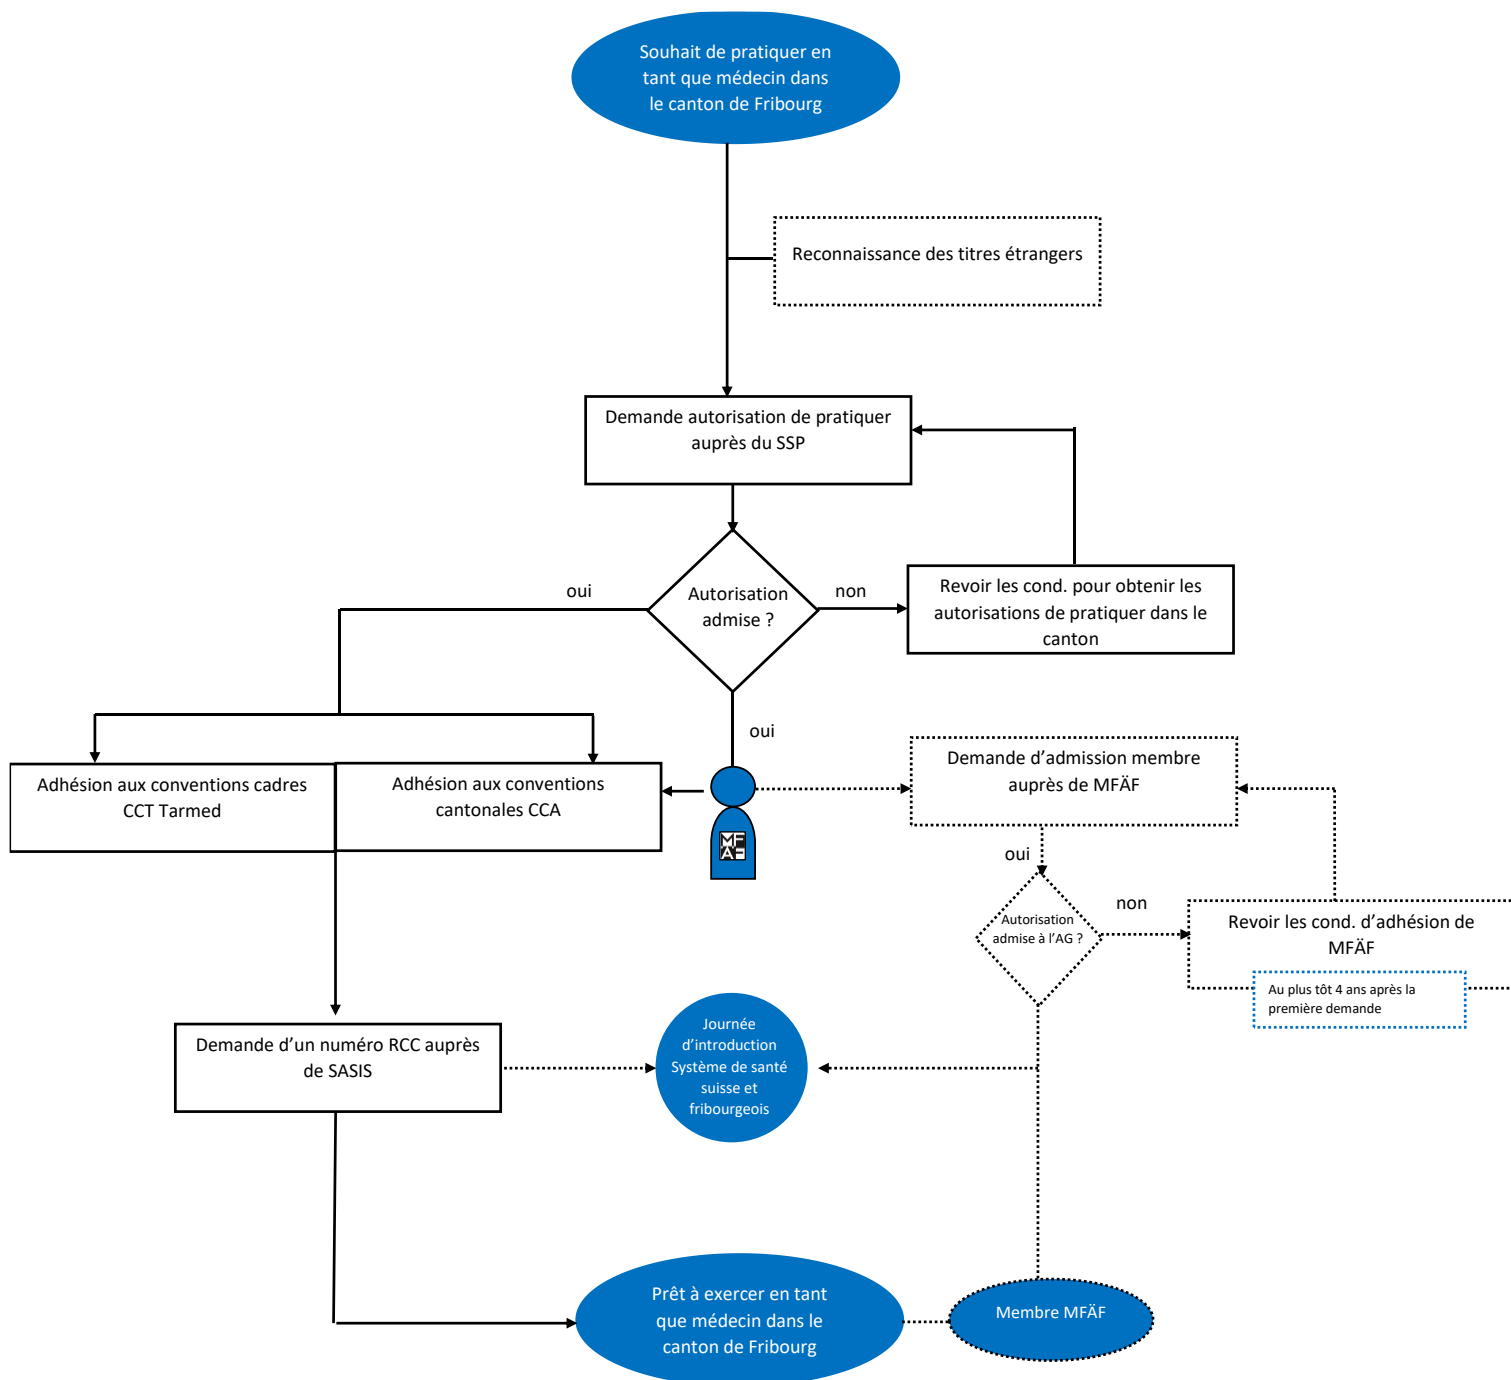 Souhait de pratiquer en
tant que médecin dans
le canton de Fribourg
Reconnaissance des titres étrangers
Demande autorisation de pratiquer
auprès du SSP
oui
Autorisation
admise ?
non
Revoir les cond. pour obtenir les
autorisations de pratiquer dans le
canton
oui
Adhésion aux conventions cadres
CCT Tarmed
Adhésion aux conventions
cantonales CCA
MF
ÄF
Demande d’admission membre
auprès de MFÄF
oui
Autorisation
admise à l’AG ?
non
Revoir les cond. d’adhésion de
MFÄF
Au plus tôt 4 ans après la
première demande
Demande d’un numéro RCC auprès
de SASIS
Journée
d’introduction
Système de santé
suisse et
fribourgeois
Prêt à exercer en tant
que médecin dans le
canton de Fribourg
Membre MFÄF